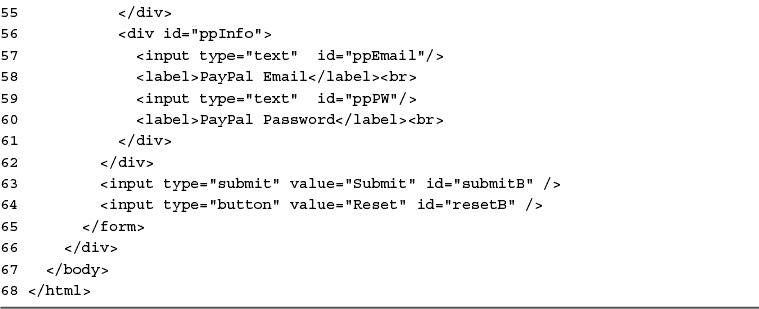 55           </div>
56           <div id="ppInfo">
57             <input type="text"  id="ppEmail"/>
58             <label>PayPal Email</label><br>
59             <input type="text"  id="ppPW"/>
60             <label>PayPal Password</label><br>
61           </div>
62         </div>
63         <input type="submit" value="Submit" id="submitB" />
64         <input type="button" value="Reset" id="resetB" />
65       </form>
66     </div>
67   </body>
68 </html>